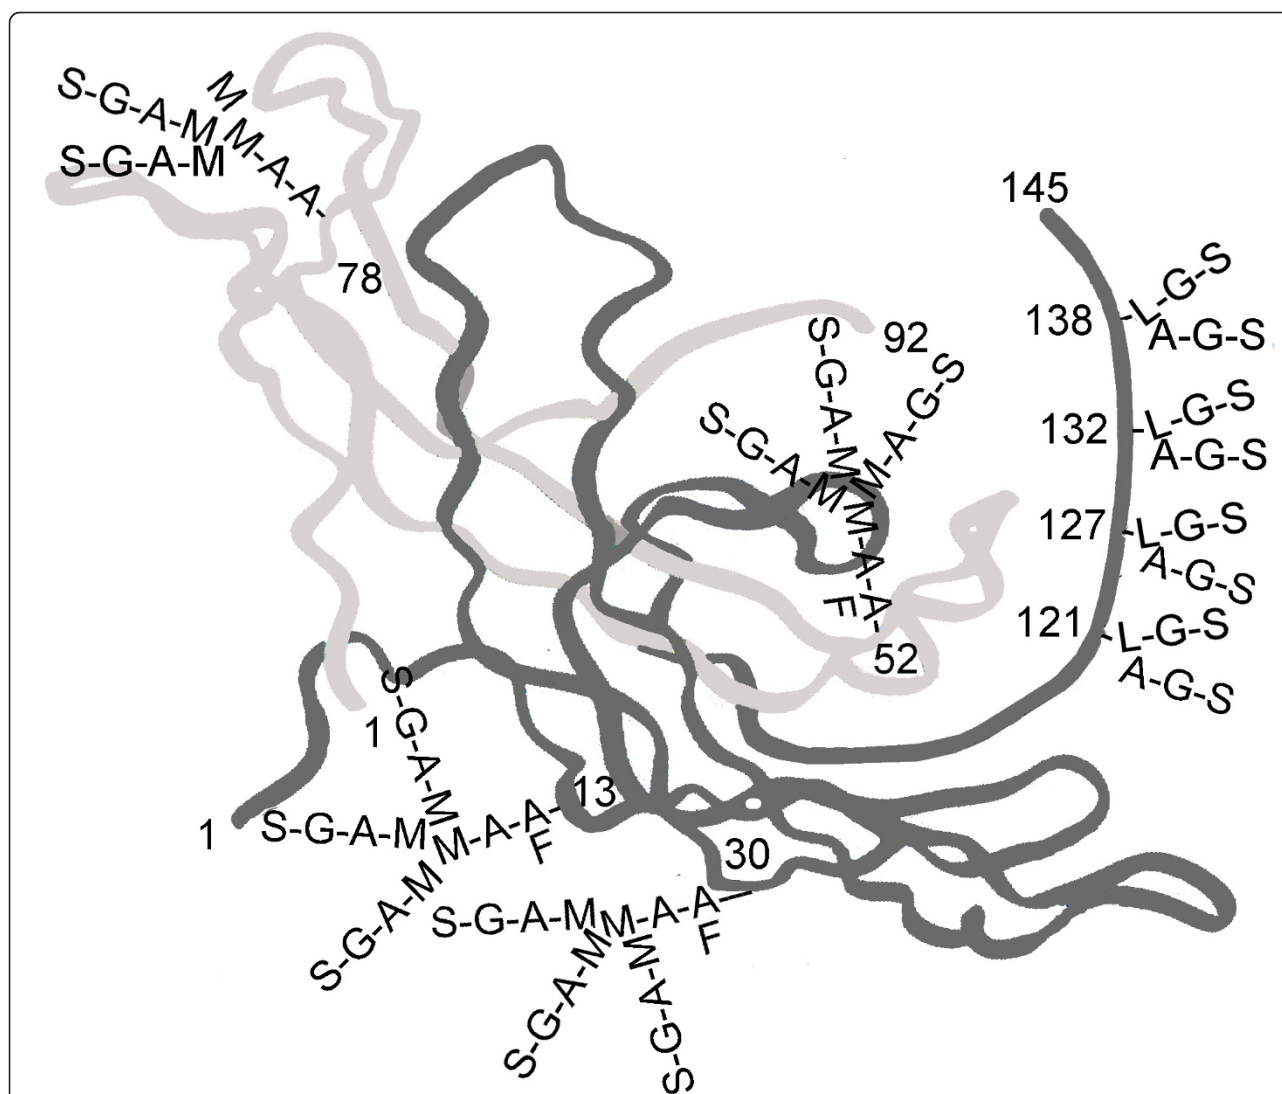 M
S-G-A-M
M-A-A-
S-G-A-M
78
145
L-G-S
138
A-G-S
92
S-G-A-M
M-A-G-S
S-G-A-M
M-A-A-
F
52
132
L-G-S
A-G-S
127
L-G-S
A-G-S
121
L-G-S
A-G-S
1
S-G-A-M
1
S-G-A-M
M-A-A-
F
13
S-G-A-M
30
S-G-A-M
M-A-A-
F
S-G-A-M
S-G-A-M